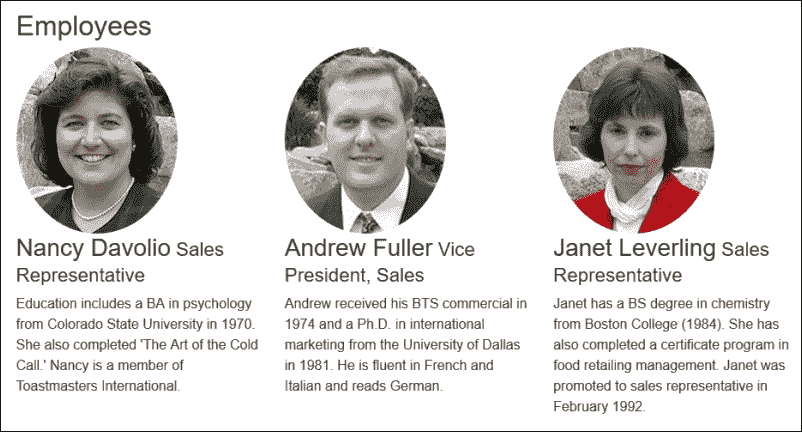 Employees
Nancy Davolio Sales
Representative
Education includes a BA in psychology
from Colorado State University in 1970.
She also completed 'The Art of the Cold
Call.' Nancy is a member of
Toastmasters International.
Andrew Fuller Vice
President, Sales
Andrew received his BTS commercial in
1974 and a Ph.D. in international
marketing from the University of Dallas
in 1981. He is fluent in French and
Italian and reads German.
Janet Leverling Sales
Representative
Janet has a BS degree in chemistry
from Boston College (1984). She has
also completed a certificate program in
food retailing management. Janet was
promoted to sales representative in
February 1992.